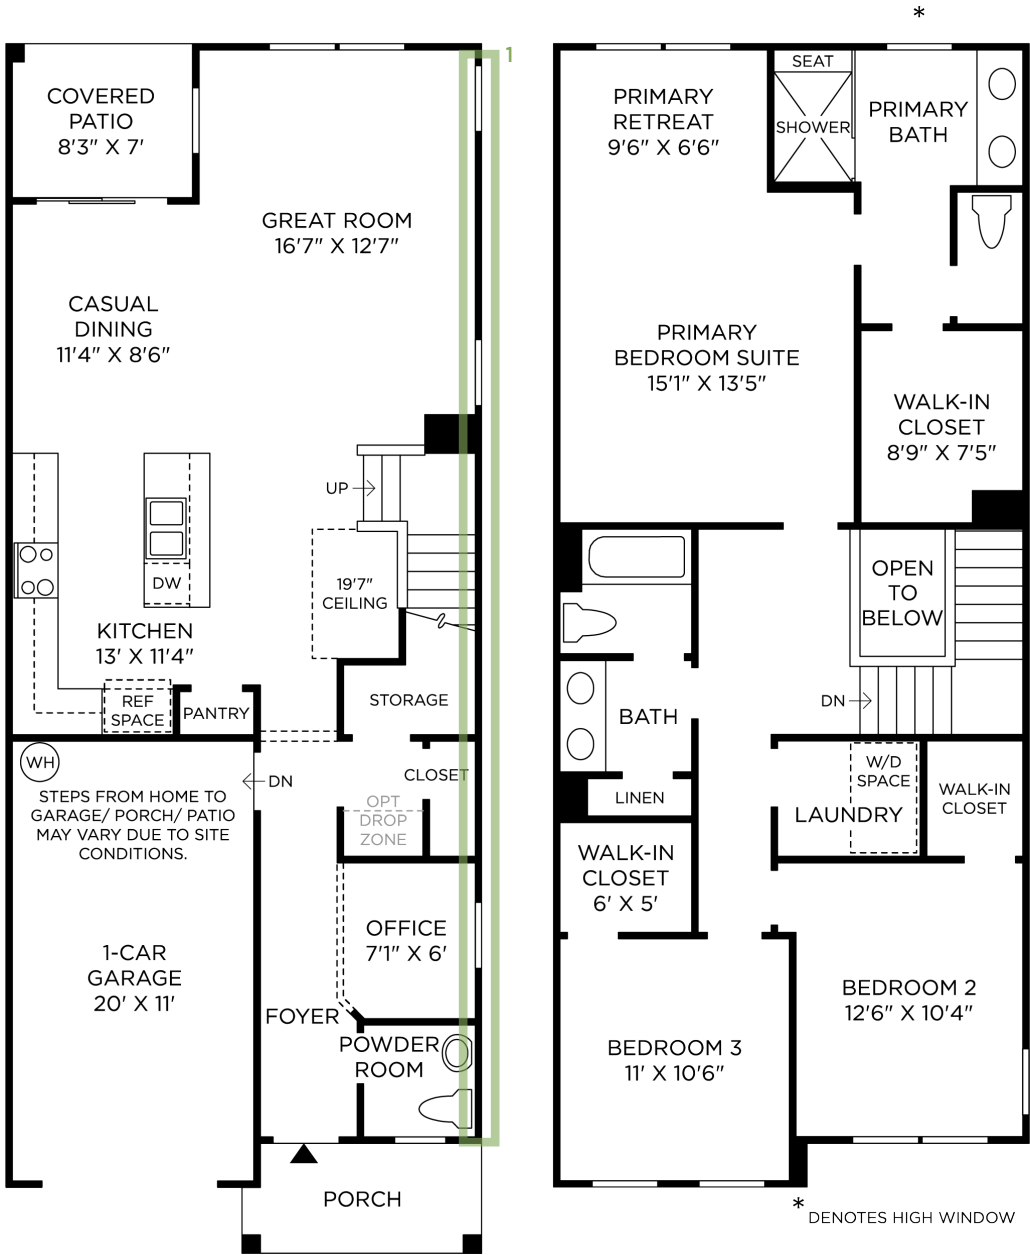 1
COVERED
PATIO
8'3" X 7'
GREAT ROOM
16'7" X 12'7"
CASUAL
DINING
11'4" X 8'6"
UP
DW
19'7"
CEILING
KITCHEN
13' X 11'4"
REF
SPACE
PANTRY
STORAGE
WH
DN
CLOSET
STEPS FROM HOME TO
GARAGE/ PORCH/ PATIO
MAY VARY DUE TO SITE
CONDITIONS.
OPT
DROP
ZONE
OFFICE
7'1" X 6'
1-CAR
GARAGE
20' X 11'
FOYER
POWDER
ROOM
PORCH
*
SEAT
SHOWER
PRIMARY
RETREAT
9'6" X 6'6"
PRIMARY
BATH
PRIMARY
BEDROOM SUITE
15'1" X 13'5"
WALK-IN
CLOSET
8'9" X 7'5"
OPEN
TO
BELOW
DN
BATH
LINEN
W/D
SPACE
LAUNDRY
WALK-IN
CLOSET
WALK-IN
CLOSET
6' X 5'
BEDROOM 2
12'6" X 10'4"
BEDROOM 3
11' X 10'6"
* DENOTES HIGH WINDOW